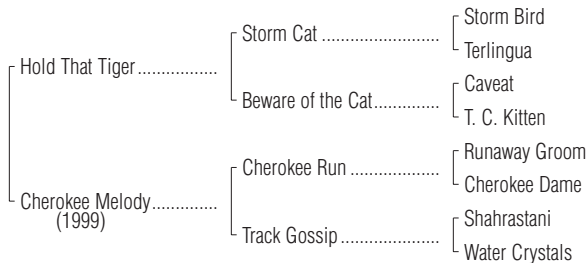 Storm Bird
Storm Cat ........................
Terlingua
Hold That Tiger................
Caveat
Beware of the Cat.............
T. C. Kitten
Runaway Groom
Cherokee Run ..................
Cherokee Dame
Cherokee Melody.............
(1999)
Shahrastani
Track Gossip ....................
Water Crystals